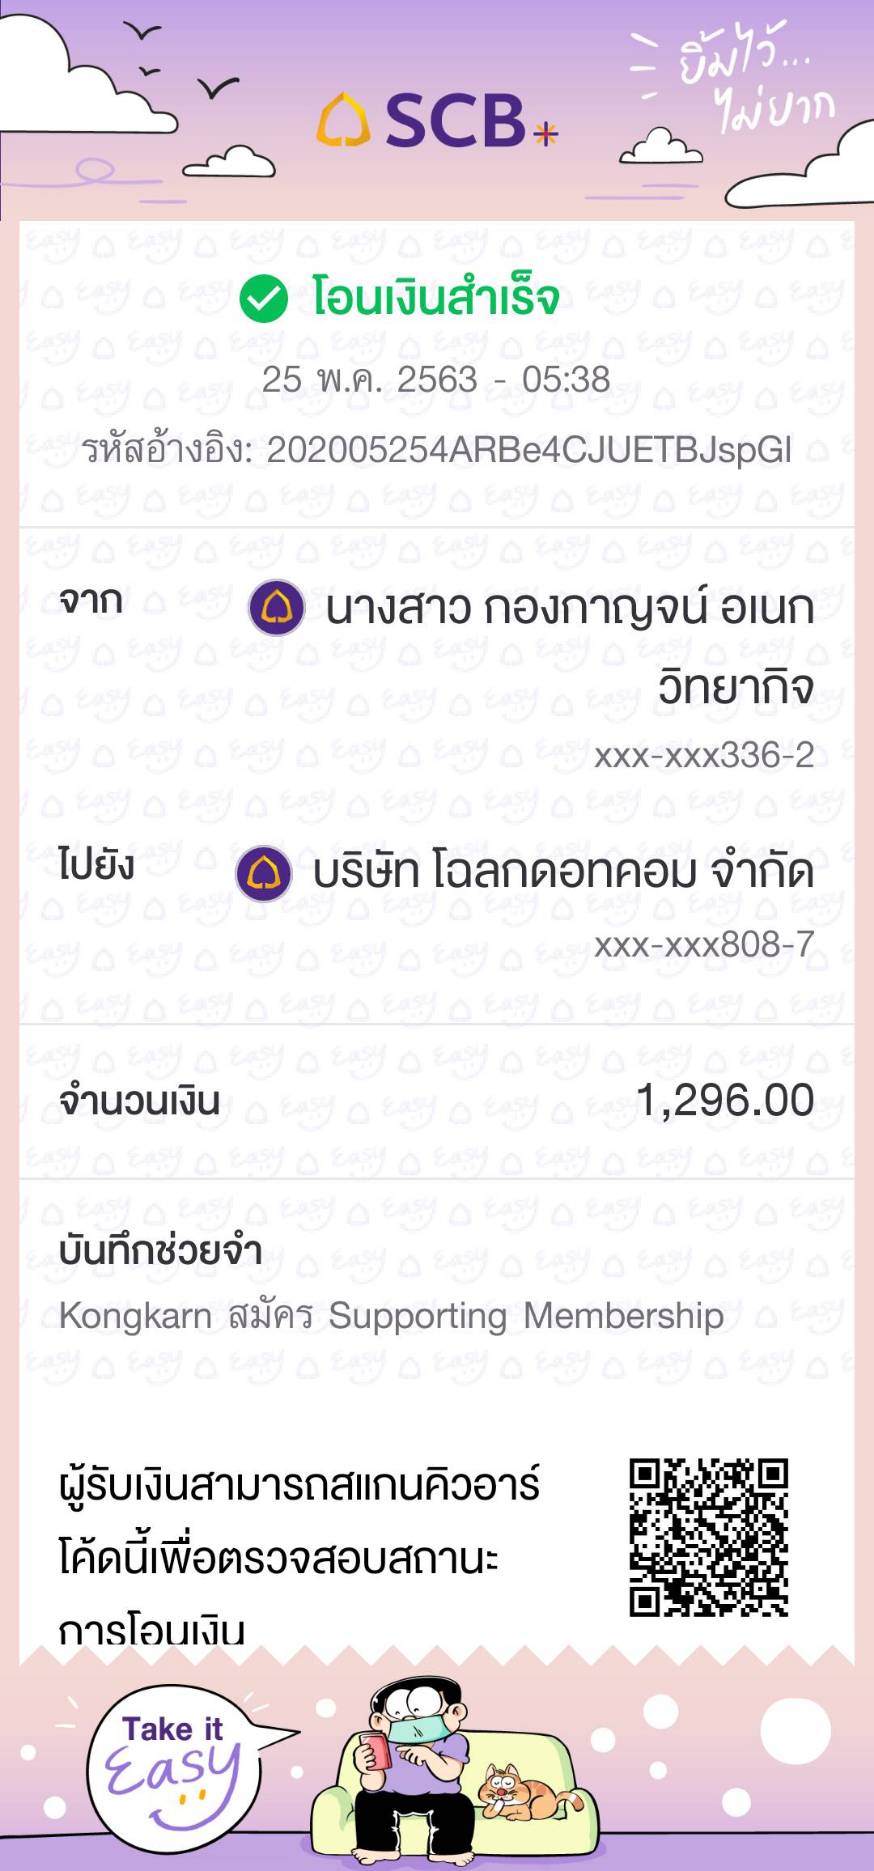 ยิ้มไว้...
ไม่ยาก
SCB
โอนเงินสำเร็จ
25 พ.ค. 2563 - 05:38
รหัสอ้างอิง: 202005254ARBe4CJUETBJspGI
จาก นางสาว กองกาญจน์ อเนก
วิทยากิจ
xxx-xxx336-2
ไปยัง บริษัท โฉลกดอทคอม จำกัด
xxx-xxx808-7
จำนวนเงิน 1,296.00
บันทึกช่วยจำ
Kongkarn สมัคร Supporting Membership
ผู้รับเงินสามารถสแกนคิวอาร์
โค้ดนี้เพื่อตรวจสอบสถานะ
การโอนเงิน
Take it
Easy